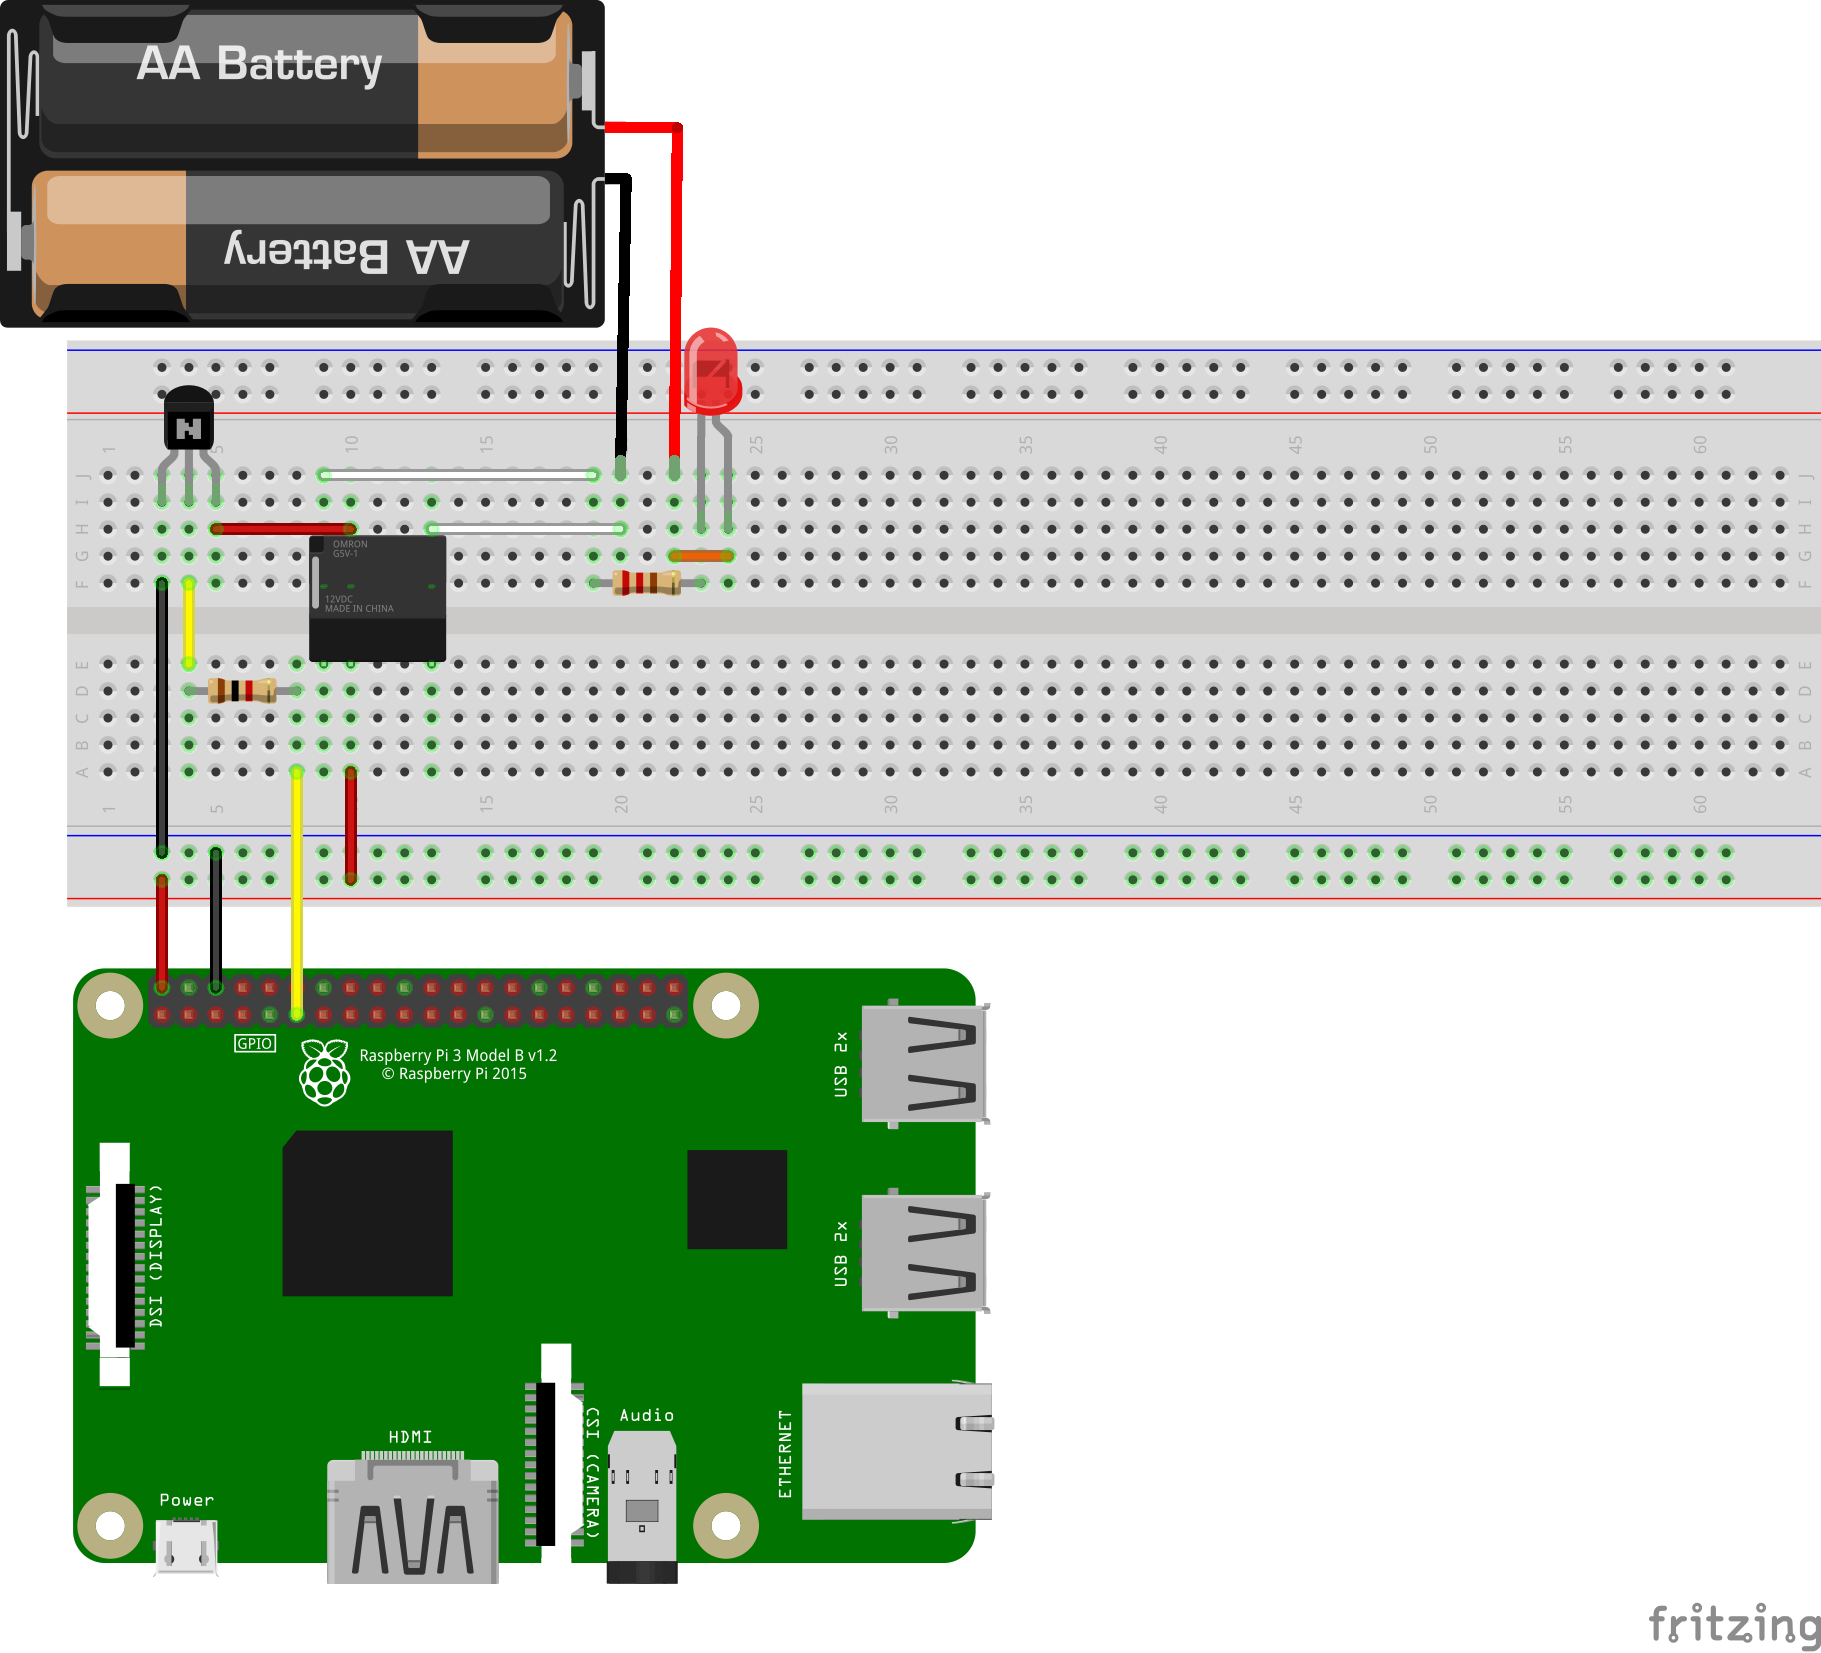 AA Battery
AA Battery
N
1 5 10 15 20 25 30 35 40 45 50 55 60
J J
I I
H H
G G
F F
OMRON
G5V-1
12VDC
MADE IN CHINA
E E
D D
C C
B B
A A
1 5 15 20 25 30 35 40 45 50 55 60
GPIO
Raspberry Pi 3 Model B v1.2
© Raspberry Pi 2015
USB 2x
DSI (DISPLAY)
USB 2x
CSI (CAMERA)
Audio
ETHERNET
HDMI
Power
fritzing